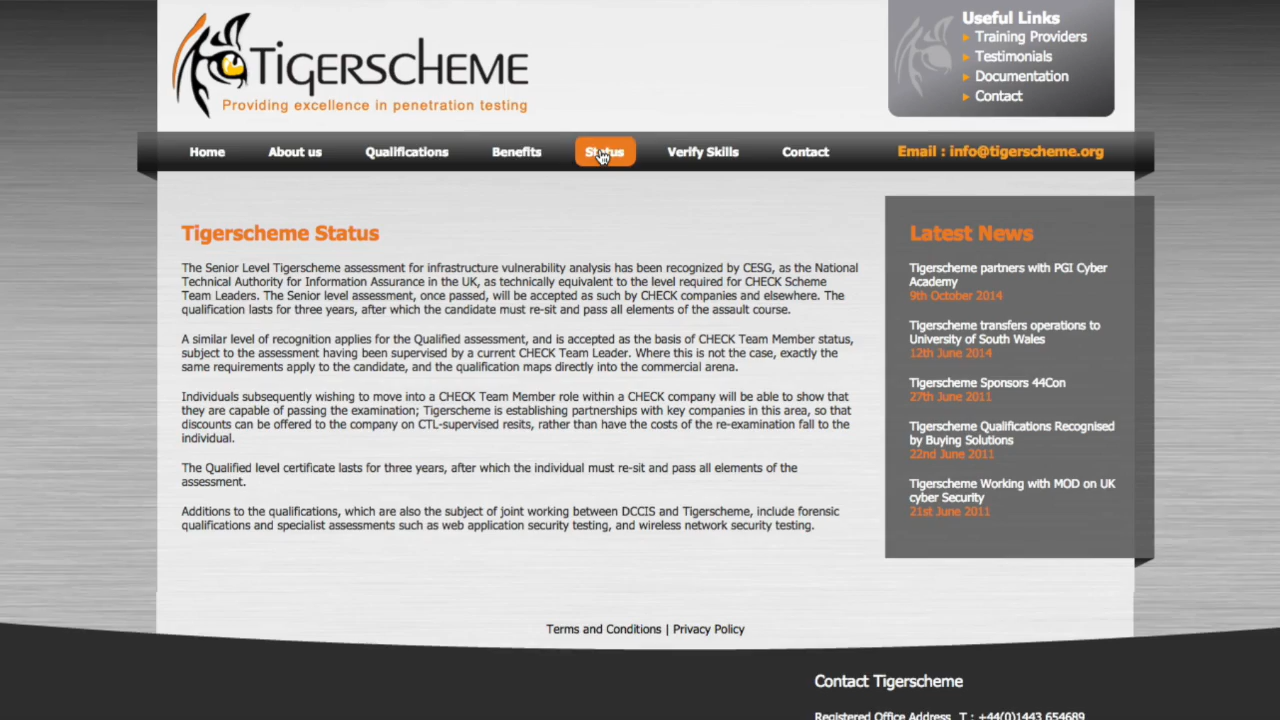 TIGERSCHEME
Providing excellence in penetration testing
Useful Links
Training Providers
Testimonials
Documentation
Contact
Home
About us
Qualifications
Benefits
Status
Verify Skills
Contact
Email : info@tigerscheme.org
Tigerscheme Status
The Senior Level Tigerscheme assessment for infrastructure vulnerability analysis has been recognized by CESG, as the National
Technical Authority for Information Assurance in the UK, as technically equivalent to the level required for CHECK Scheme
Team Leaders. The Senior level assessment, once passed, will be accepted as such by CHECK companies and elsewhere. The
qualification lasts for three years, after which the candidate must re-sit and pass all elements of the assault course.
A similar level of recognition applies for the Qualified assessment, and is accepted as the basis of CHECK Team Member status,
subject to the assessment having been supervised by a current CHECK Team Leader. Where this is not the case, exactly the
same requirements apply to the candidate, and the qualification maps directly into the commercial arena.
Individuals subsequently wishing to move into a CHECK Team Member role within a CHECK company will be able to show that
they are capable of passing the examination; Tigerscheme is establishing partnerships with key companies in this area, so that
discounts can be offered to the company on CTL-supervised resits, rather than have the costs of the re-examination fall to the
individual.
The Qualified level certificate lasts for three years, after which the individual must re-sit and pass all elements of the
assessment.
Additions to the qualifications, which are also the subject of joint working between DCCIS and Tigerscheme, include forensic
qualifications and specialist assessments such as web application security testing, and wireless network security testing.
Latest News
Tigerscheme partners with PGI Cyber
Academy
9th October 2014
Tigerscheme transfers operations to
University of South Wales
12th June 2014
Tigerscheme Sponsors 44Con
27th June 2011
Tigerscheme Qualifications Recognised
by Buying Solutions
22nd June 2011
Tigerscheme Working with MOD on UK
cyber Security
21st June 2011
Terms and Conditions | Privacy Policy
Contact Tigerscheme
Registered Office Address T : +44(0)1443 654689